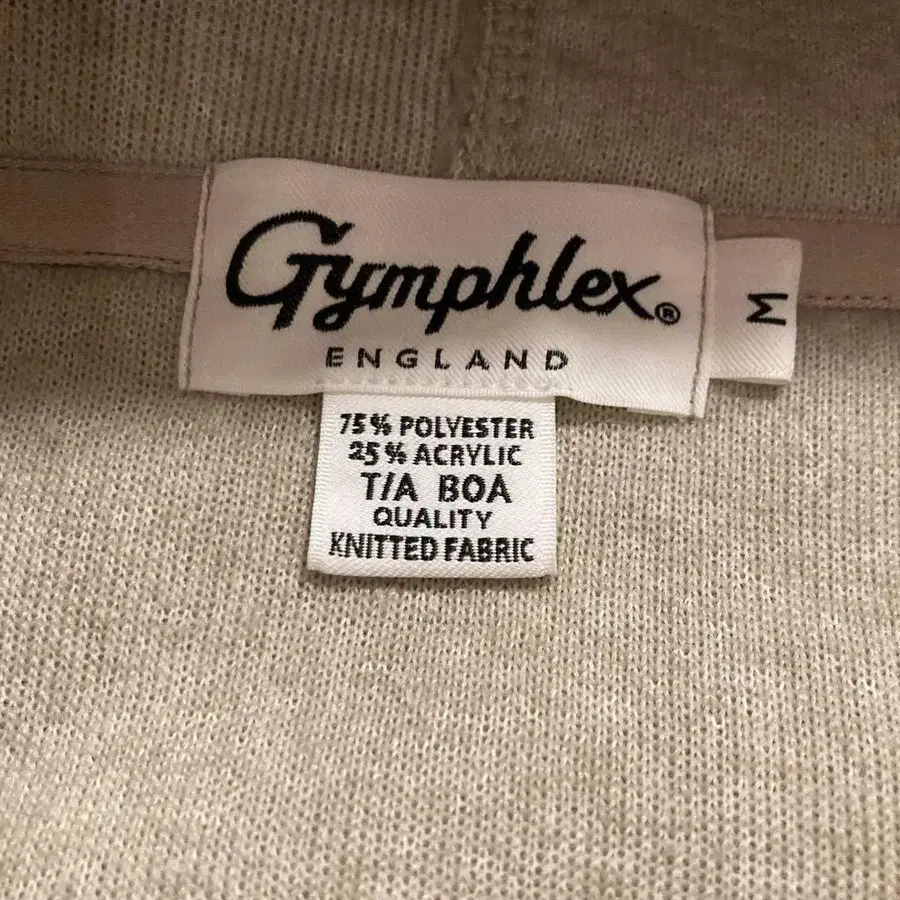 Gymphlex®
ENGLAND
M
75% POLYESTER
25% ACRYLIC
T/A BOA
QUALITY
KNITTED FABRIC